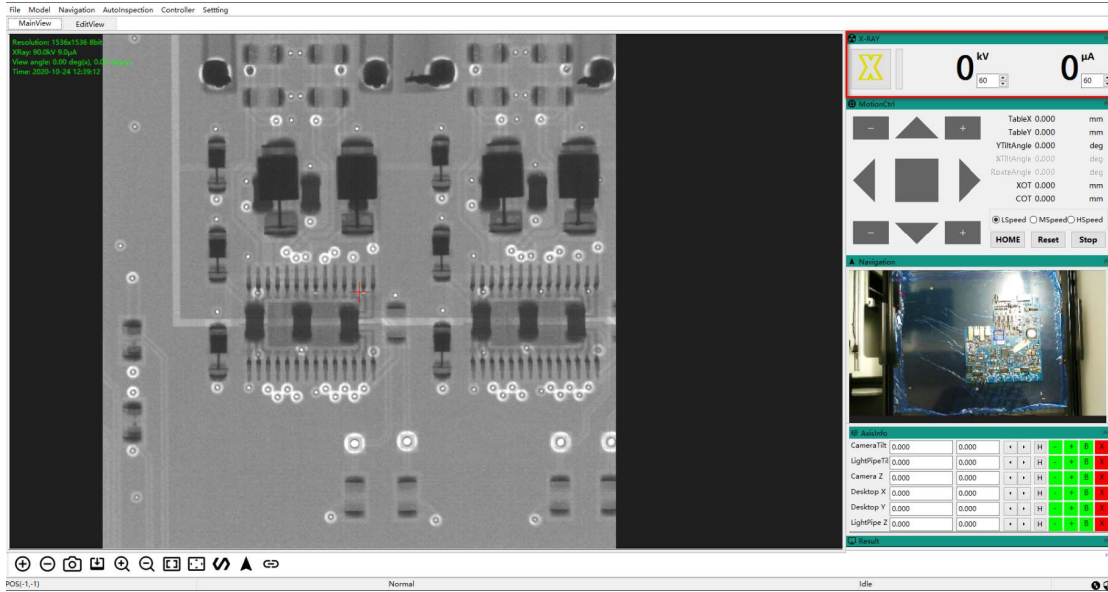 File Model Navigation AutoInspection Controller Settting
MainView EditView
Resolution: 1536x1536 8bit
XRay: 90.0kV 9.0μA
View angle: 0.00 deg(s), 0.0
Time: 2020-10-24 12:39:12
X-RAY
0 kV 0 μA
60 60
MotionCtrl
TableX 0.000 mm
TableY 0.000 mm
YTiltAngle 0.000 deg
XTiltAngle 0.000 deg
RoateAngle 0.000 deg
XOT 0.000 mm
COT 0.000 mm
LSpeed MSpeed HSpeed
HOME Reset Stop
Navigation
AxisInfo
CameraTilt 0.000 0.000 H - + B X
LightPipeTil 0.000 0.000 H - + B X
Camera Z 0.000 0.000 H - + B X
Desktop X 0.000 0.000 H - + B X
Desktop Y 0.000 0.000 H - + B X
LightPipe Z 0.000 0.000 H - + B X
Result
POS(-1,-1) Normal Idle